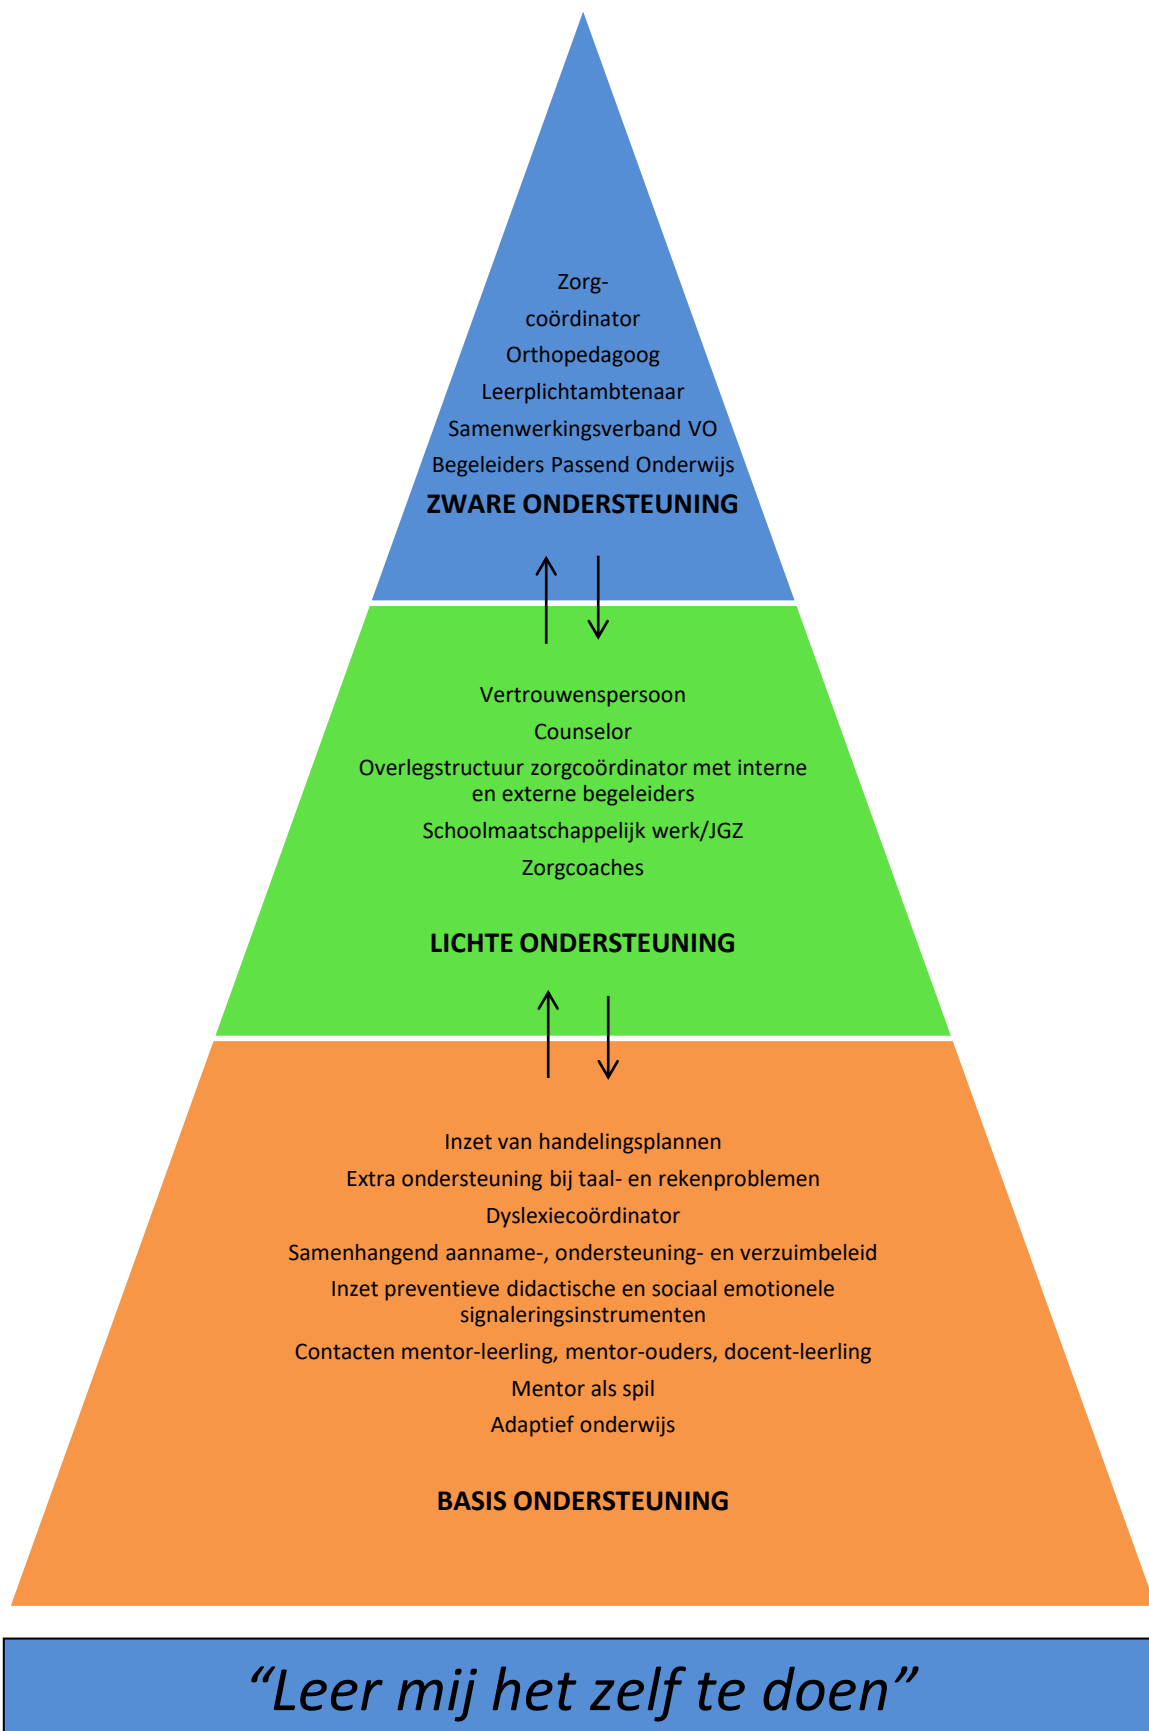 Zorg-
coördinator
Orthopedagoog
Leerplichtambtenaar
Samenwerkingsverband VO
Begeleiders Passend Onderwijs
ZWARE ONDERSTEUNING
Vertrouwenspersoon
Counselor
Overlegstructuur zorgcoördinator met interne
en externe begeleiders
Schoolmaatschappelijk werk/JGZ
Zorgcoaches
LICHTE ONDERSTEUNING
Inzet van handelingsplannen
Extra ondersteuning bij taal- en rekenproblemen
Dyslexiecoördinator
Samenhangend aanname-, ondersteuning- en verzuimbeleid
Inzet preventieve didactische en sociaal emotionele
signaleringsinstrumenten
Contacten mentor-leerling, mentor-ouders, docent-leerling
Mentor als spil
Adaptief onderwijs
BASIS ONDERSTEUNING
“Leer mij het zelf te doen”